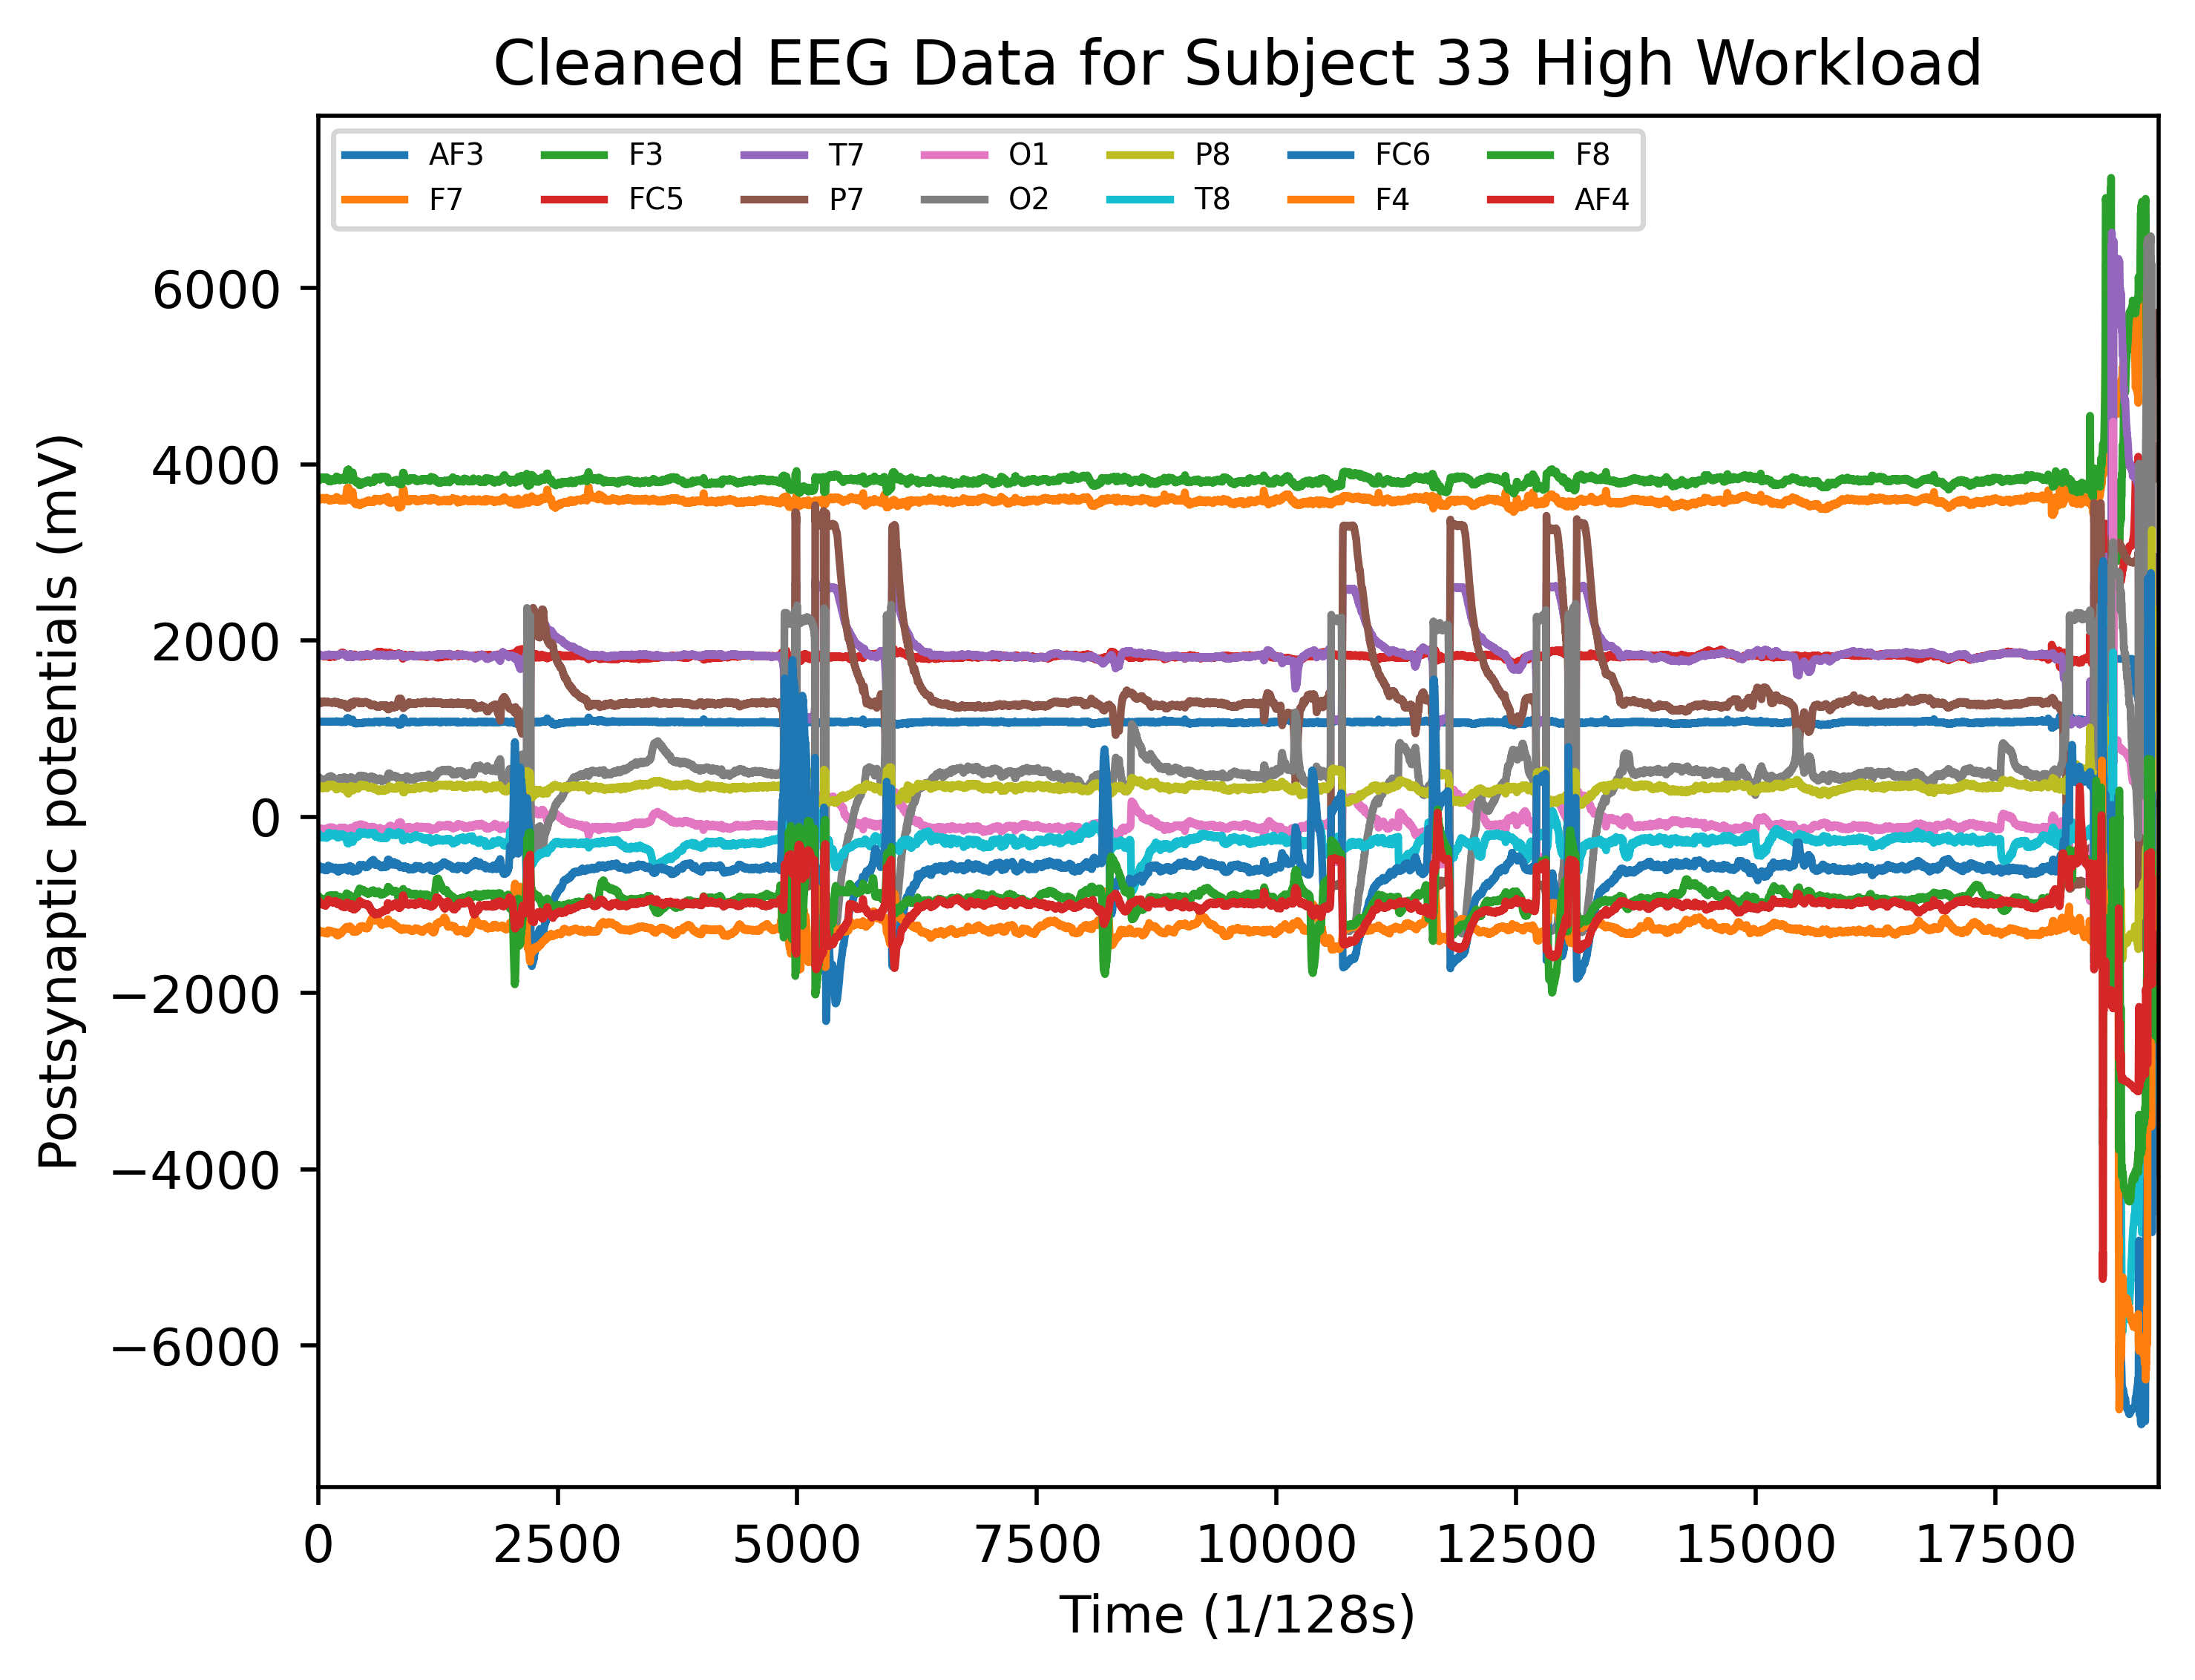 Cleaned EEG Data for Subject 33 High Workload
AF3 F3 T7 O1 P8 FC6 F8
F7 FC5 P7 O2 T8 F4 AF4
Postsynaptic potentials (mV)
6000
4000
2000
0
−2000
−4000
−6000
0 2500 5000 7500 10000 12500 15000 17500
Time (1/128s)